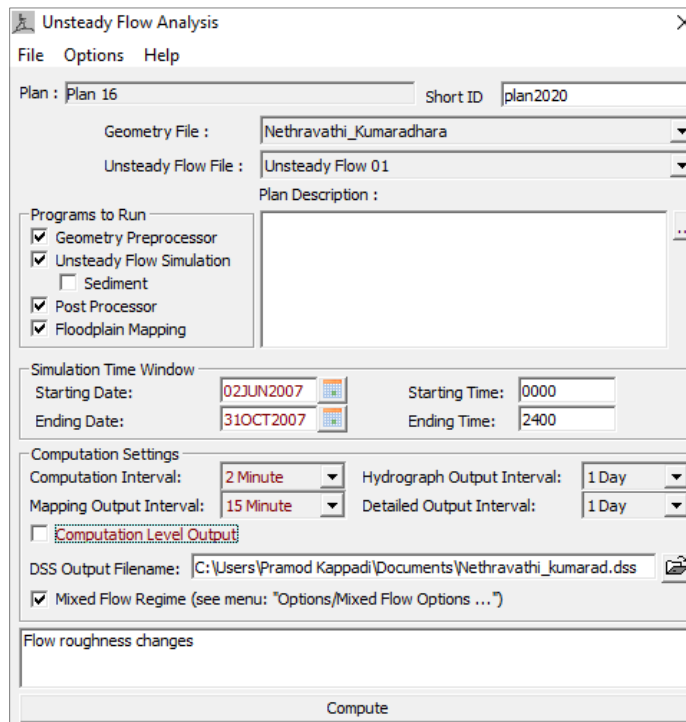 Unsteady Flow Analysis
File Options Help
Plan : Plan 16 Short ID plan2020
Geometry File : Nethravathi_Kumaradhara
Unsteady Flow File : Unsteady Flow 01
Plan Description :
Programs to Run
Geometry Preprocessor
Unsteady Flow Simulation
Sediment
Post Processor
Floodplain Mapping
...
Simulation Time Window
Starting Date: 02JUN2007 Starting Time: 0000
Ending Date: 31OCT2007 Ending Time: 2400
Computation Settings
Computation Interval: 2 Minute Hydrograph Output Interval: 1 Day
Mapping Output Interval: 15 Minute Detailed Output Interval: 1 Day
Computation Level Output
DSS Output Filename: C:\Users\Pramod Kappadi\Documents\Nethravathi_kumarad.dss
Mixed Flow Regime (see menu: "Options/Mixed Flow Options ...")
Flow roughness changes
Compute